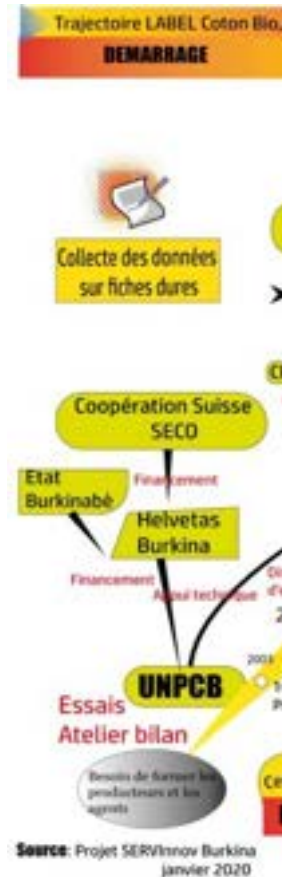 Trajectoire LABEL Coton Bio,
DEMARRAGE
Collecte des données
sur fiches dures
Coopération Suisse
SECO
Etat
Burkinabé
Financement
Helvetas
Burkina
Financement
Appui technique
2003
UNPCB
Essais
Atelier bilan
Besoin de former les
producteurs et les
agents
Source: Projet SERVInnov Burkina
janvier 2020